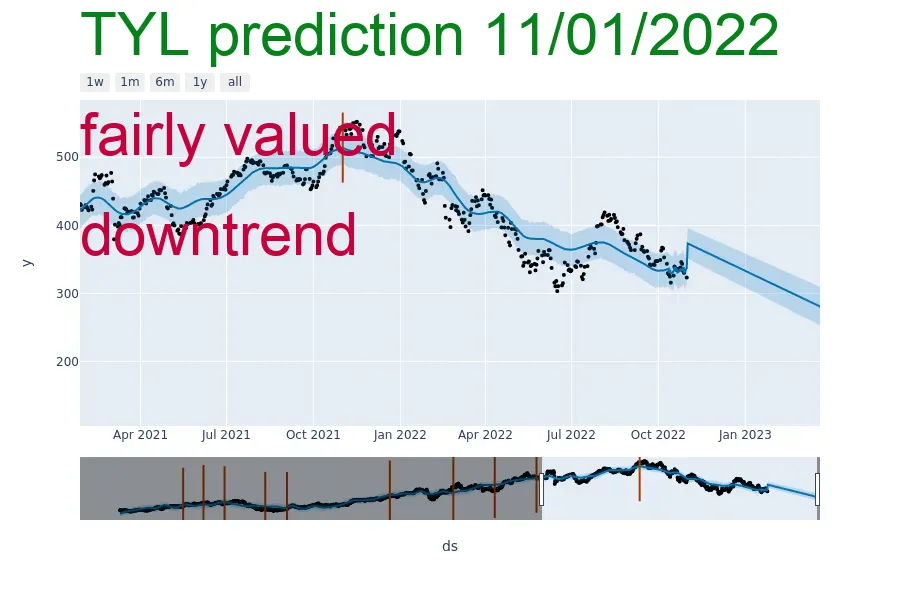 TYL prediction 11/01/2022
1w 1m 6m 1y all
fairly valued
500
downtrend
400
y
300
200
Apr 2021 Jul 2021 Oct 2021 Jan 2022 Apr 2022 Jul 2022 Oct 2022 Jan 2023
ds